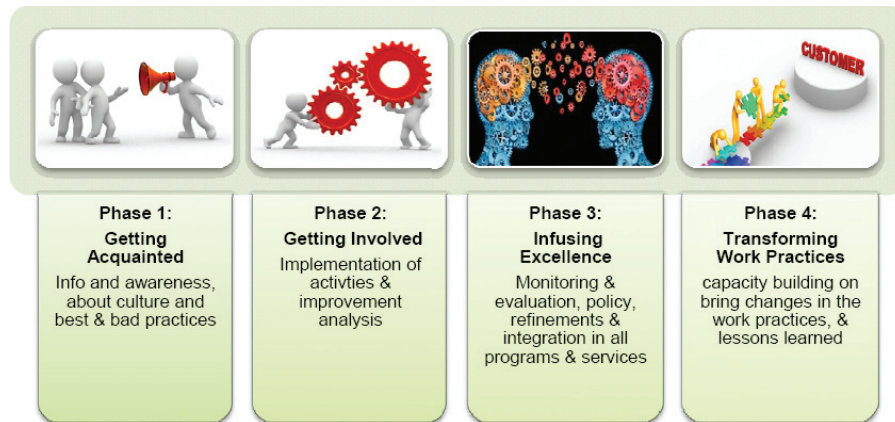 CUSTOMER
Phase 1:
Getting
Acquainted
Info and awareness,
about culture and
best & bad practices
Phase 2:
Getting Involved
Implementation of
activties &
improvement
analysis
Phase 3:
Infusing
Excellence
Monitoring &
evaluation, policy,
refinements &
integration in all
programs & services
Phase 4:
Transforming
Work Practices
capacity building on
bring changes in the
work practices, &
lessons learned